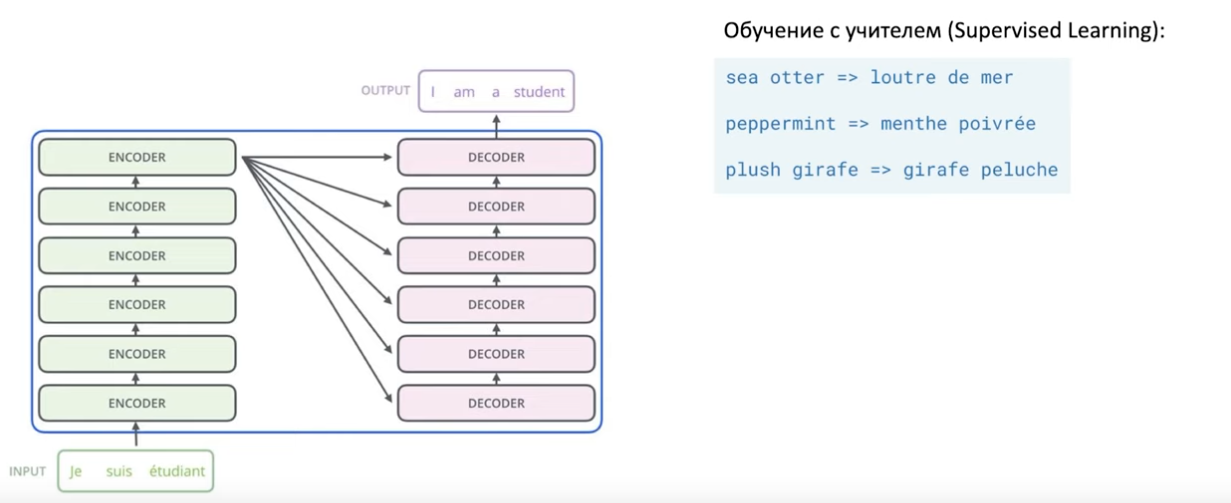 Обучение с учителем (Supervised Learning):
sea otter => loutre de mer
peppermint => menthe poivrée
plush girafe => girafe peluche
OUTPUT I am a student
ENCODER DECODER
ENCODER DECODER
ENCODER DECODER
ENCODER DECODER
ENCODER DECODER
ENCODER DECODER
INPUT Je suis étudiant